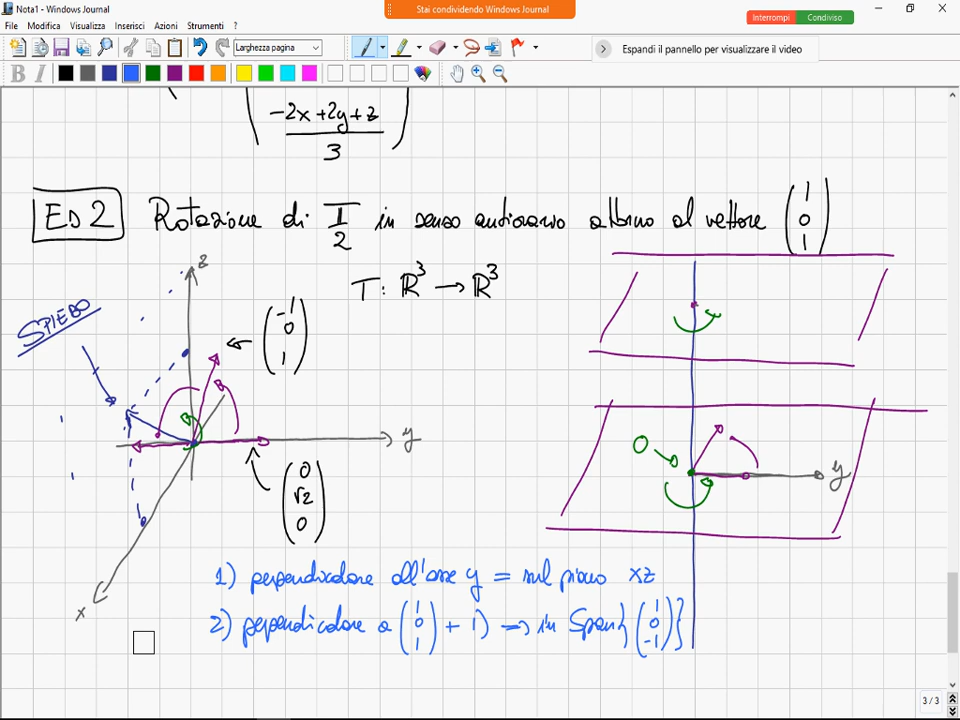 Nota1 - Windows Journal
Stai condividendo Windows Journal
Interrompi
Condiviso
File Modifica Visualizza Inserisci Azioni Strumenti ?
Larghezza pagina
Espandi il pannello per visualizzare il video
B I
-2x+2y+z
3
ES 2 Rotazione di π/2 in senso antiorario attorno al vettore (1 0 1)
T: ℝ³ → ℝ³
z
SPIEGO
(-1 0 1)
y
(0 √2 0)
x
O
y
1) perpendicolare all'asse y = sul piano xz
2) perpendicolare a (1 0 1) + 1) → in Span{(1 0 -1)}
3 / 3